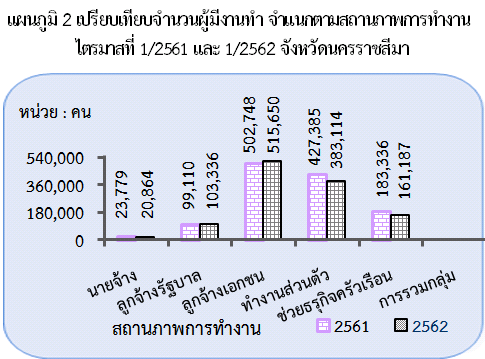 แผนภูมิ 2 เปรียบเทียบจำนวนผู้มีงานทำ จำแนกตามสถานภาพการทำงาน
ไตรมาสที่ 1/2561 และ 1/2562 จังหวัดนครราชสีมา
หน่วย : คน
540,000
360,000
180,000
0
23,779
20,864
99,110
103,336
502,748
515,650
427,385
383,114
183,336
161,187
นายจ้าง
ลูกจ้างรัฐบาล
ลูกจ้างเอกชน
ทำงานส่วนตัว
ช่วยธุรกิจครัวเรือน
การรวมกลุ่ม
สถานภาพการทำงาน
2561
2562